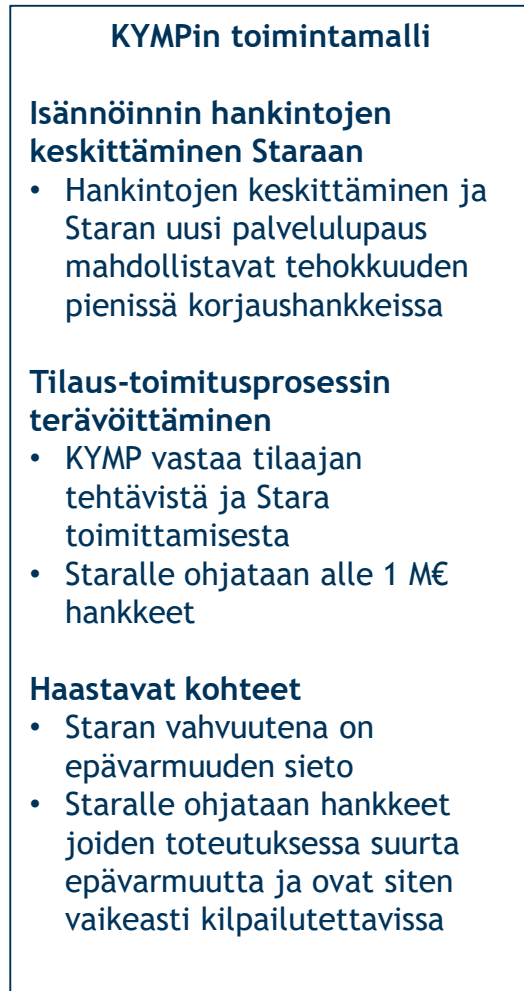 KYMPin toimintamalli
Isännöinnin hankintojen
keskittäminen Staraan
• Hankintojen keskittäminen ja
Staran uusi palvelulupaus
mahdollistavat tehokkuuden
pienissä korjaushankkeissa
Tilaus-toimitusprosessin
terävöittäminen
• KYMP vastaa tilaajan
tehtävistä ja Stara
toimittamisesta
• Staralle ohjataan alle 1 M€
hankkeet
Haastavat kohteet
• Staran vahvuutena on
epävarmuuden sieto
• Staralle ohjataan hankkeet
joiden toteutuksessa suurta
epävarmuutta ja ovat siten
vaikeasti kilpailutettavissa